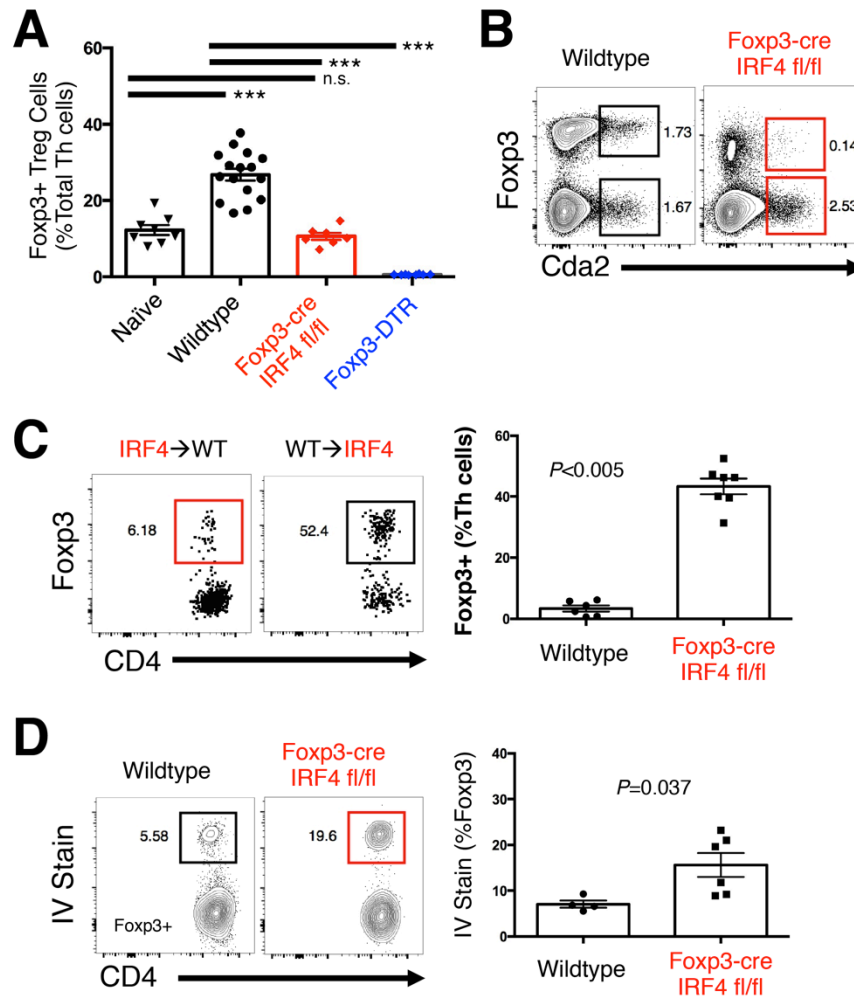 A
Foxp3+ Treg Cells
(%Total Th cells)
60
40
20
0
***
***
n.s.
***
Naïve
Wildtype
Foxp3-cre
IRF4 fl/fl
Foxp3-DTR
B
Wildtype
Foxp3-cre
IRF4 fl/fl
Foxp3
1.73
1.67
0.14
2.53
Cda2
C
IRF4→WT
WT→IRF4
Foxp3
6.18
52.4
CD4
Foxp3+ (%Th cells)
60
40
20
0
P<0.005
Wildtype
Foxp3-cre
IRF4 fl/fl
D
Wildtype
Foxp3-cre
IRF4 fl/fl
IV Stain
5.58
19.6
Foxp3+
CD4
IV Stain (%Foxp3)
40
30
20
10
0
P=0.037
Wildtype
Foxp3-cre
IRF4 fl/fl